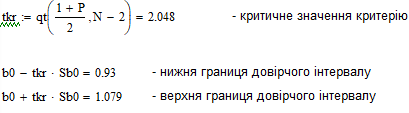 tkr := qt((1 + P)/2, N − 2) = 2.048 - критичне значення критерію
b0 − tkr · Sb0 = 0.93 - нижня границя довірчого інтервалу
b0 + tkr · Sb0 = 1.079 - верхня границя довірчого інтервалу